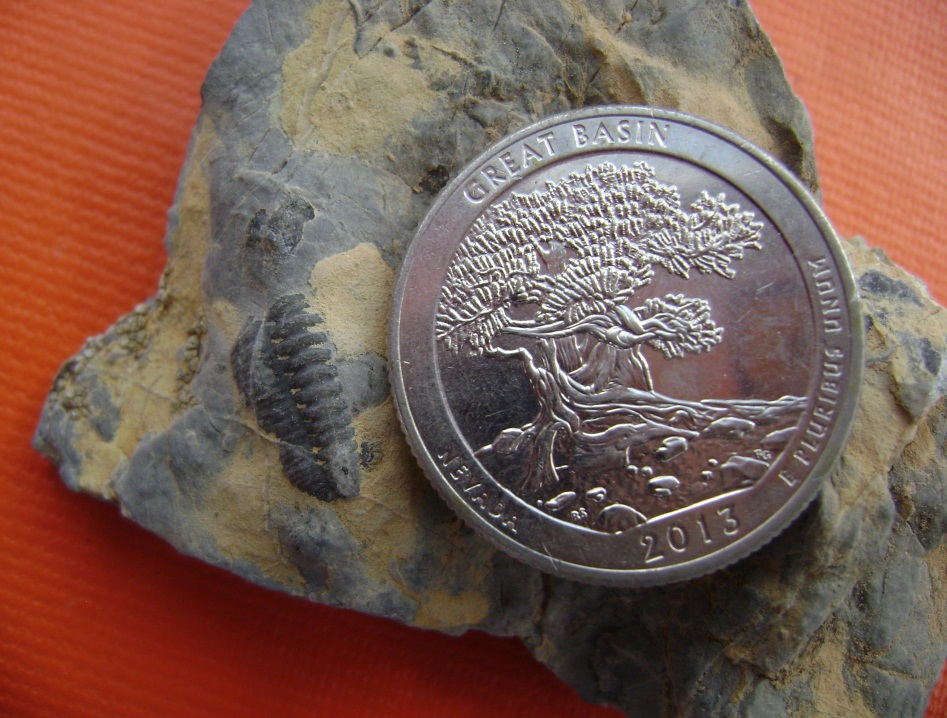 GREAT BASIN
NEVADA
2013
E PLURIBUS UNUM